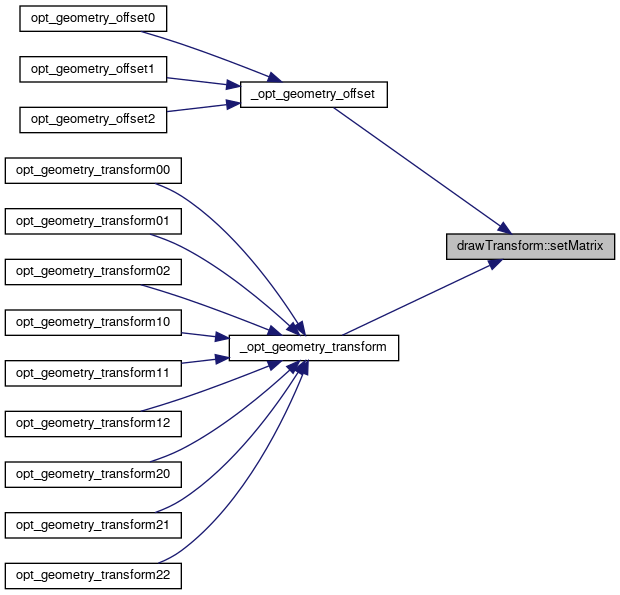 opt_geometry_offset0
opt_geometry_offset1
_opt_geometry_offset
opt_geometry_offset2
opt_geometry_transform00
opt_geometry_transform01
drawTransform::setMatrix
opt_geometry_transform02
opt_geometry_transform10
_opt_geometry_transform
opt_geometry_transform11
opt_geometry_transform12
opt_geometry_transform20
opt_geometry_transform21
opt_geometry_transform22